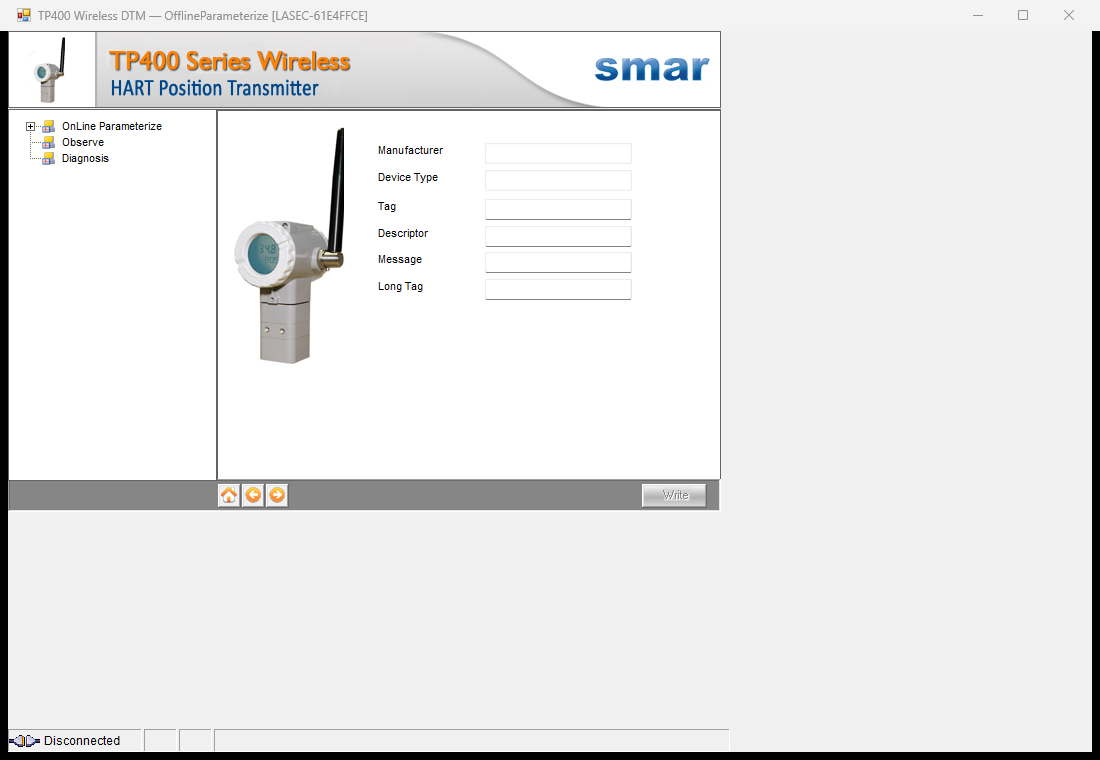 TP400 Wireless DTM — OfflineParameterize [LASEC-61E4FFCE]
TP400 Series Wireless
HART Position Transmitter
smar
OnLine Parameterize
Observe
Diagnosis
Manufacturer
Device Type
Tag
Descriptor
Message
Long Tag
Write
Disconnected